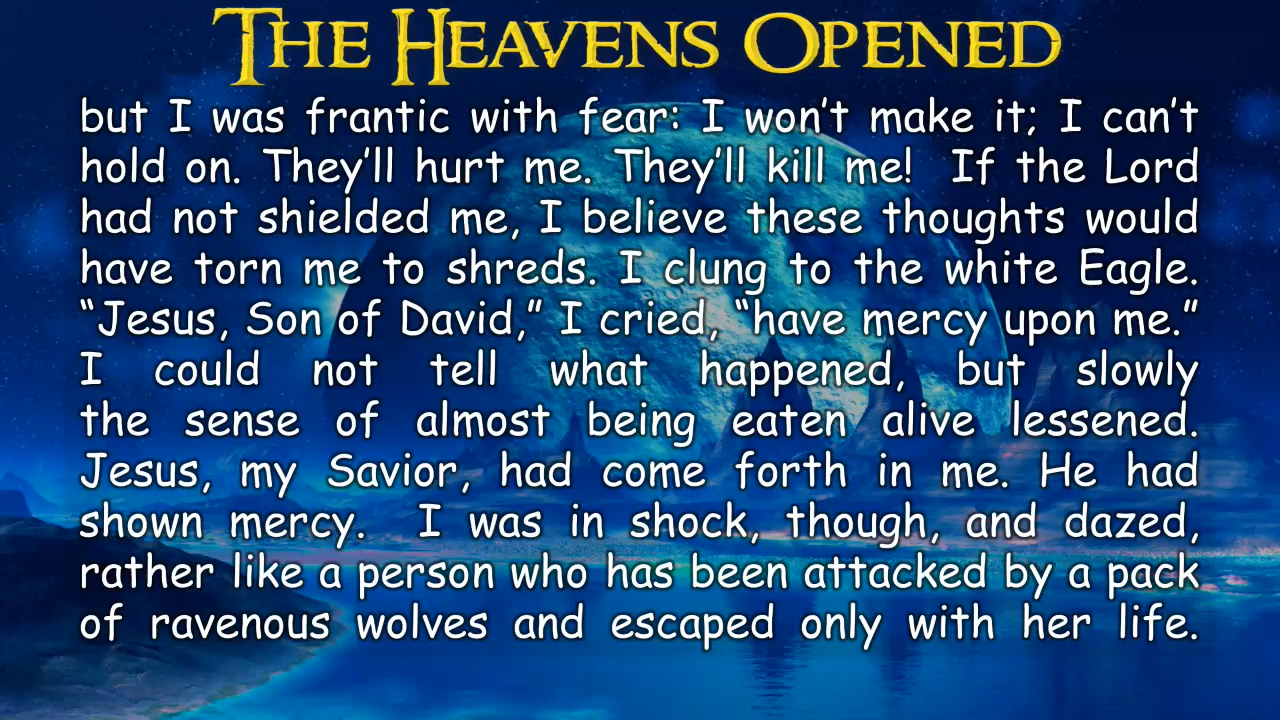 THE HEAVENS OPENED
but I was frantic with fear: I won’t make it; I can’t
hold on. They’ll hurt me. They’ll kill me!  If the Lord
had not shielded me, I believe these thoughts would
have torn me to shreds. I clung to the white Eagle.
“Jesus, Son of David,” I cried, “have mercy upon me.”
I could not tell what happened, but slowly
the sense of almost being eaten alive lessened.
Jesus, my Savior, had come forth in me. He had
shown mercy.  I was in shock, though, and dazed,
rather like a person who has been attacked by a pack
of ravenous wolves and escaped only with her life.